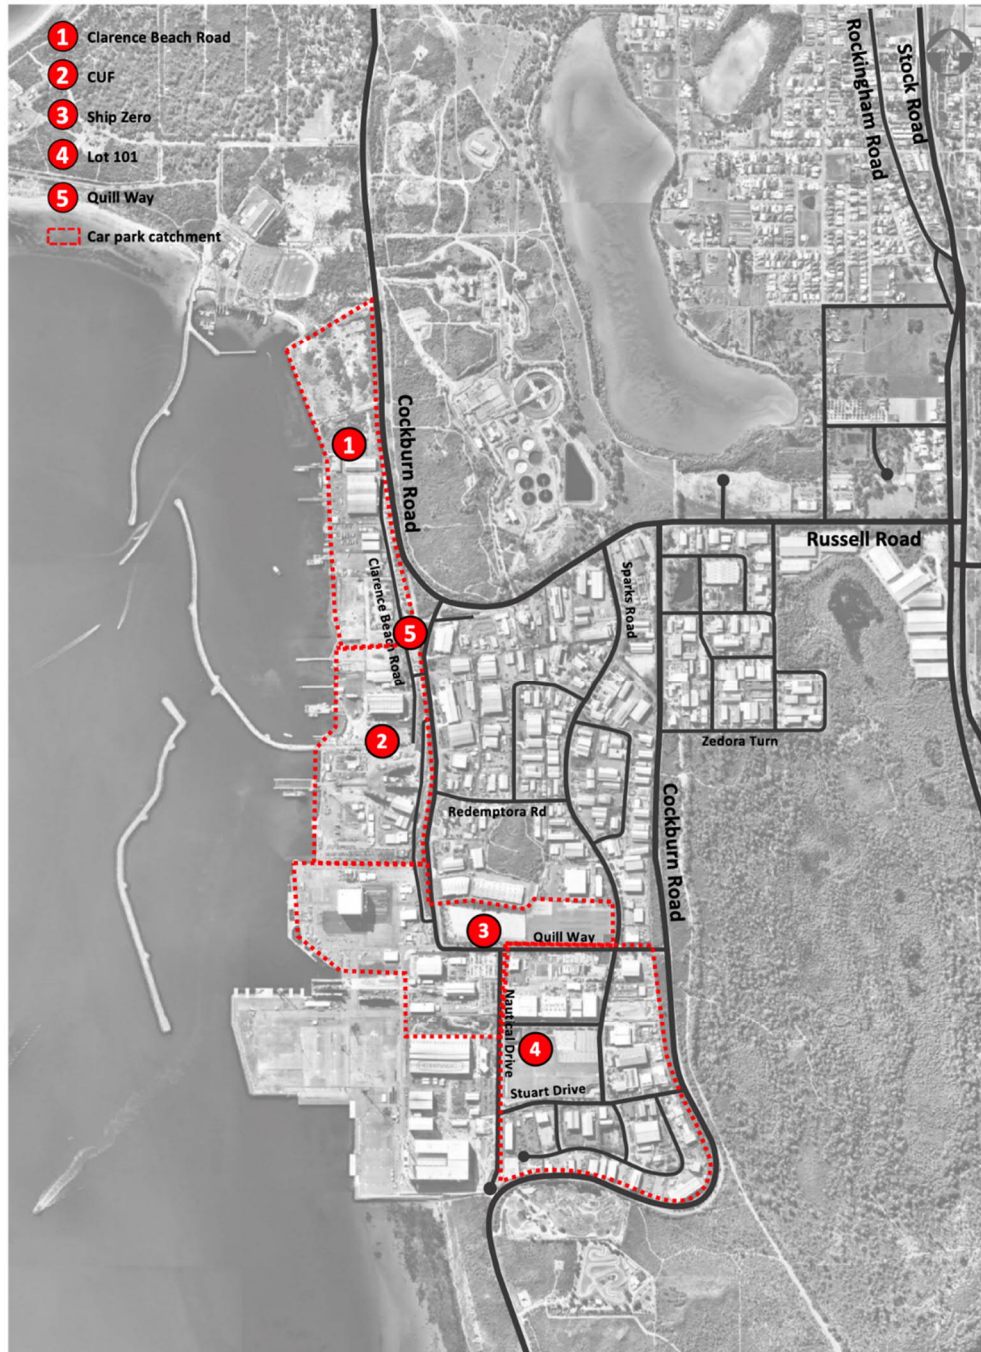 1 Clarence Beach Road
2 CUF
3 Ship Zero
4 Lot 101
5 Quill Way
Car park catchment
Rockingham Road
Stock Road
Cockburn Road
1
Russell Road
Sparks Road
Clarence Beach Road
5
2
Zedora Turn
Redemptora Rd
Cockburn Road
3
Quill Way
Nautical Drive
4
Stuart Drive